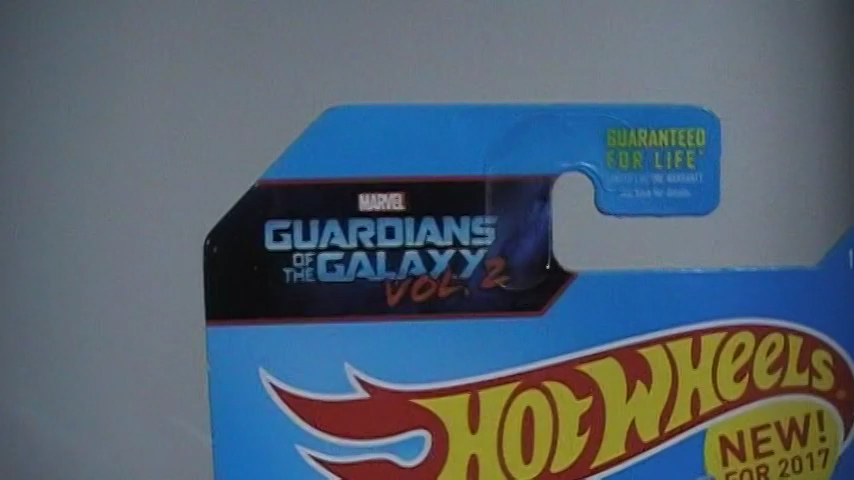 GUARANTEED
FOR LIFE*
MARVEL
GUARDIANS
OF THE GALAXY
VOL. 2
HOT WHEELS
NEW!
FOR 2017